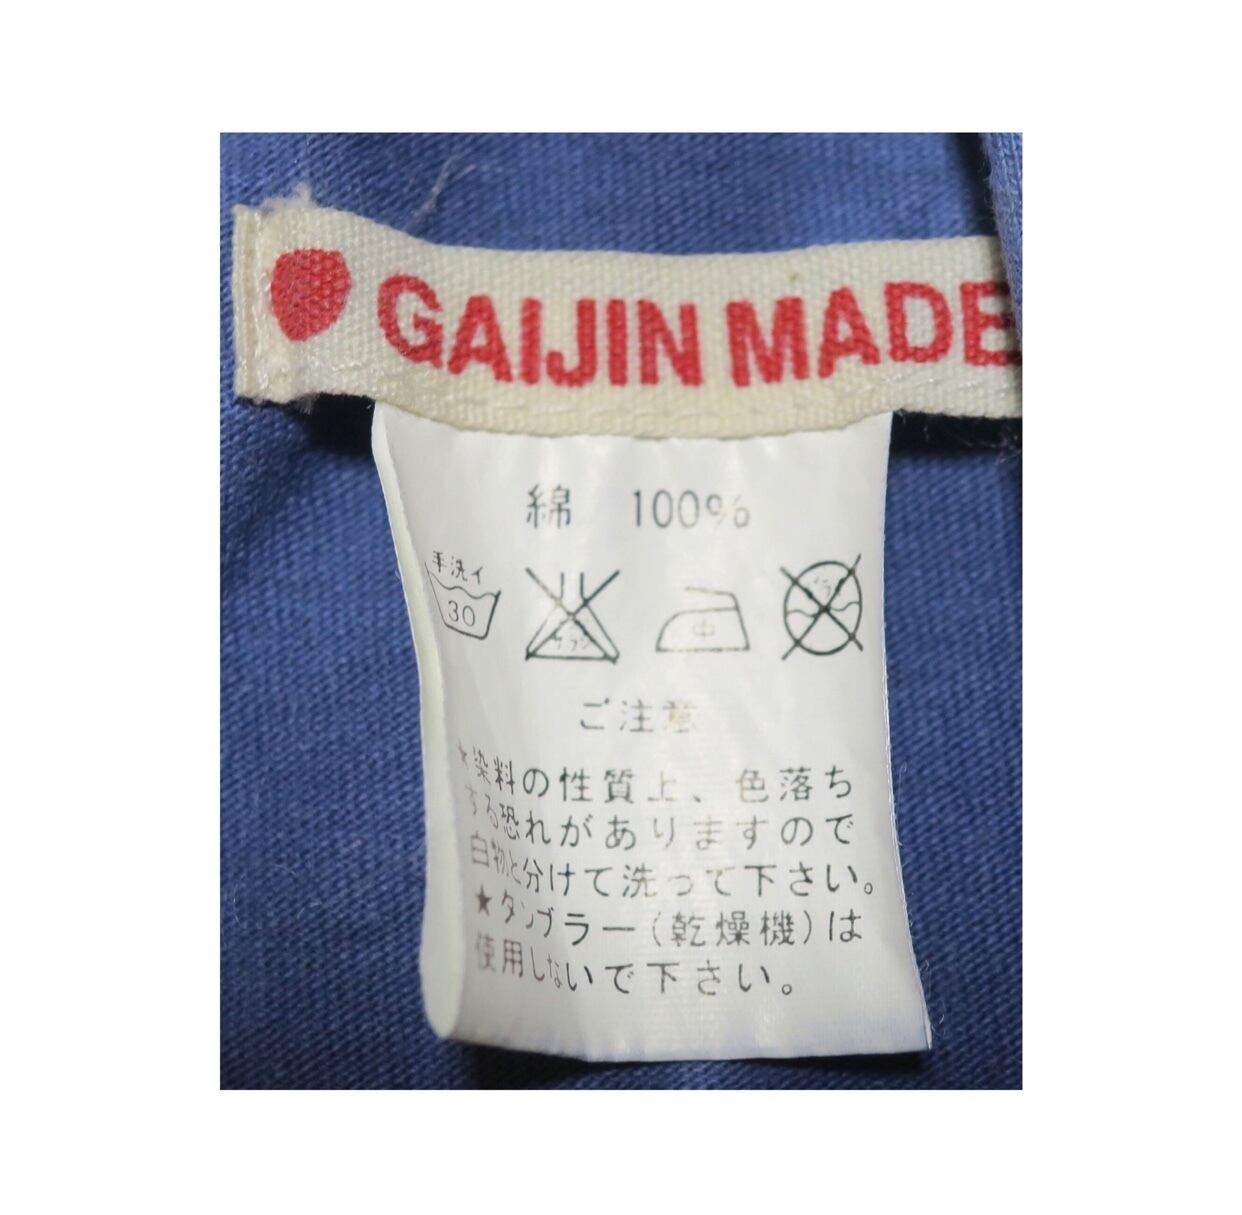 GAIJIN MADE
綿 100%
手洗イ
30
中
ご注意
★染料の性質上、色落ち
する恐れがありますので
白物と分けて洗って下さい。
★タンブラー(乾燥機)は
使用しないで下さい。